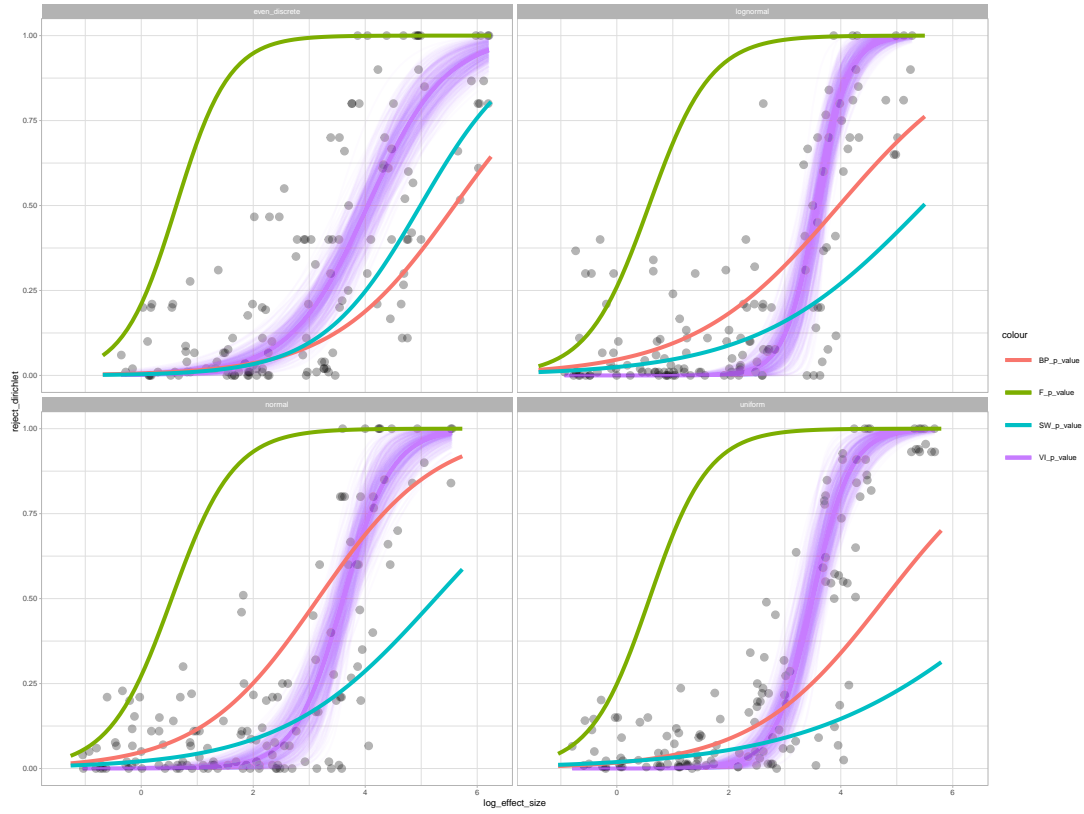 even_discrete
lognormal
1.00
0.75
0.50
0.25
0.00
normal
uniform
1.00
0.75
0.50
0.25
0.00
0
2
4
6
0
2
4
6
log_effect_size
reject_dirichlet
colour
BP_p_value
F_p_value
SW_p_value
VI_p_value